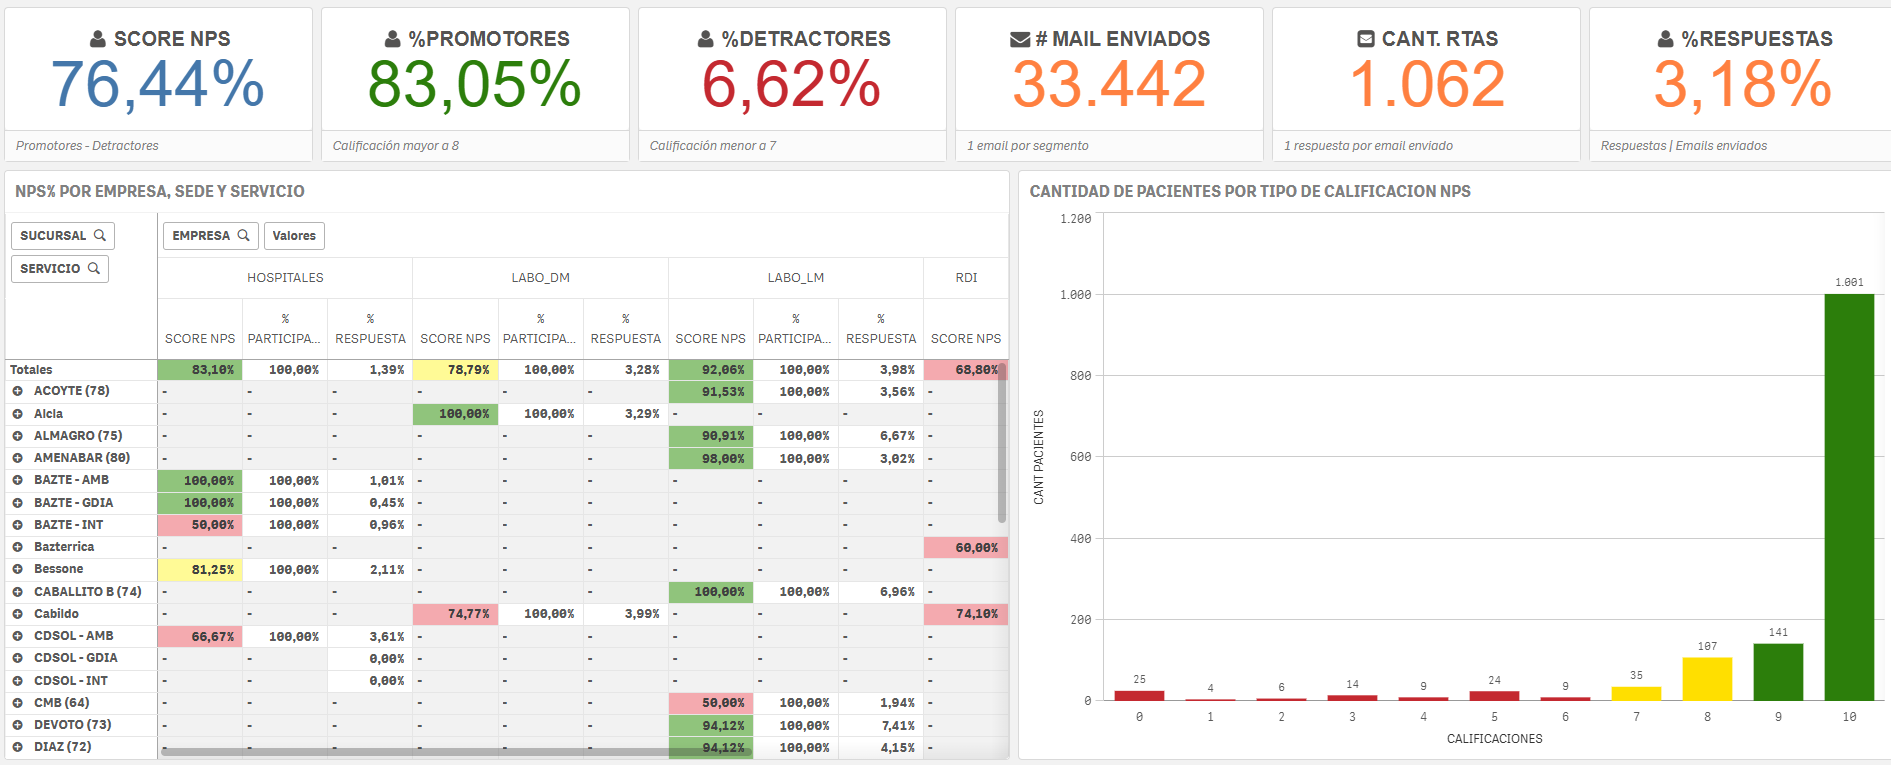 SCORE NPS
76,44%
Promotores - Detractores
%PROMOTORES
83,05%
Calificación mayor a 8
%DETRACTORES
6,62%
Calificación menor a 7
# MAIL ENVIADOS
33.442
1 email por segmento
CANT. RTAS
1.062
1 respuesta por email enviado
%RESPUESTAS
3,18%
Respuestas | Emails enviados
NPS% POR EMPRESA, SEDE Y SERVICIO
SUCURSAL
SERVICIO
EMPRESA Valores
HOSPITALES LABO_DM LABO_LM RDI
SCORE NPS % PARTICIPA... % RESPUESTA SCORE NPS % PARTICIPA... % RESPUESTA SCORE NPS % PARTICIPA... % RESPUESTA SCORE NPS
Totales 83,10% 100,00% 1,39% 78,79% 100,00% 3,28% 92,06% 100,00% 3,98% 68,80%
ACOYTE (78) - - - - - - 91,53% 100,00% 3,56% -
Alcla - - - 100,00% 100,00% 3,29% - - - -
ALMAGRO (75) - - - - - - 90,91% 100,00% 6,67% -
AMENABAR (80) - - - - - - 98,00% 100,00% 3,02% -
BAZTE - AMB 100,00% 100,00% 1,01% - - - - - - -
BAZTE - GDIA 100,00% 100,00% 0,45% - - - - - - -
BAZTE - INT 50,00% 100,00% 0,96% - - - - - - -
Bazterrica - - - - - - - - - 60,00%
Bessone 81,25% 100,00% 2,11% - - - - - - -
CABALLITO B (74) - - - - - - 100,00% 100,00% 6,96% -
Cabildo - - - 74,77% 100,00% 3,99% - - - 74,10%
CDSOL - AMB 66,67% 100,00% 3,61% - - - - - - -
CDSOL - GDIA - - 0,00% - - - - - - -
CDSOL - INT - - 0,00% - - - - - - -
CMB (64) - - - - - - 50,00% 100,00% 1,94% -
DEVOTO (73) - - - - - - 94,12% 100,00% 7,41% -
DIAZ (72) - - - - - - 94,12% 100,00% 4,15% -
CANTIDAD DE PACIENTES POR TIPO DE CALIFICACION NPS
CANT PACIENTES
1.200
1.000
800
600
400
200
0
25 4 6 14 9 24 9 35 107 141 1.001
0 1 2 3 4 5 6 7 8 9 10
CALIFICACIONES